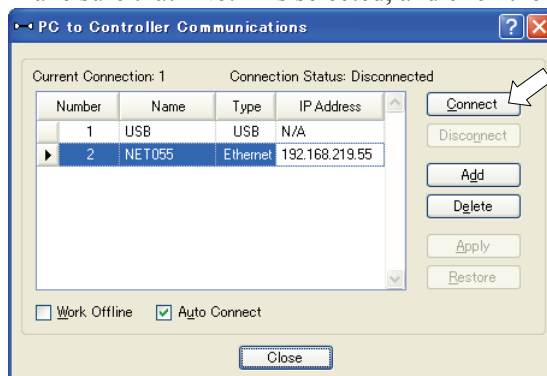 PC to Controller Communications
Current Connection: 1 Connection Status: Disconnected
Number Name Type IP Address
1 USB USB N/A
2 NET055 Ethernet 192.168.219.55
Connect
Disconnect
Add
Delete
Apply
Restore
Work Offline Auto Connect
Close